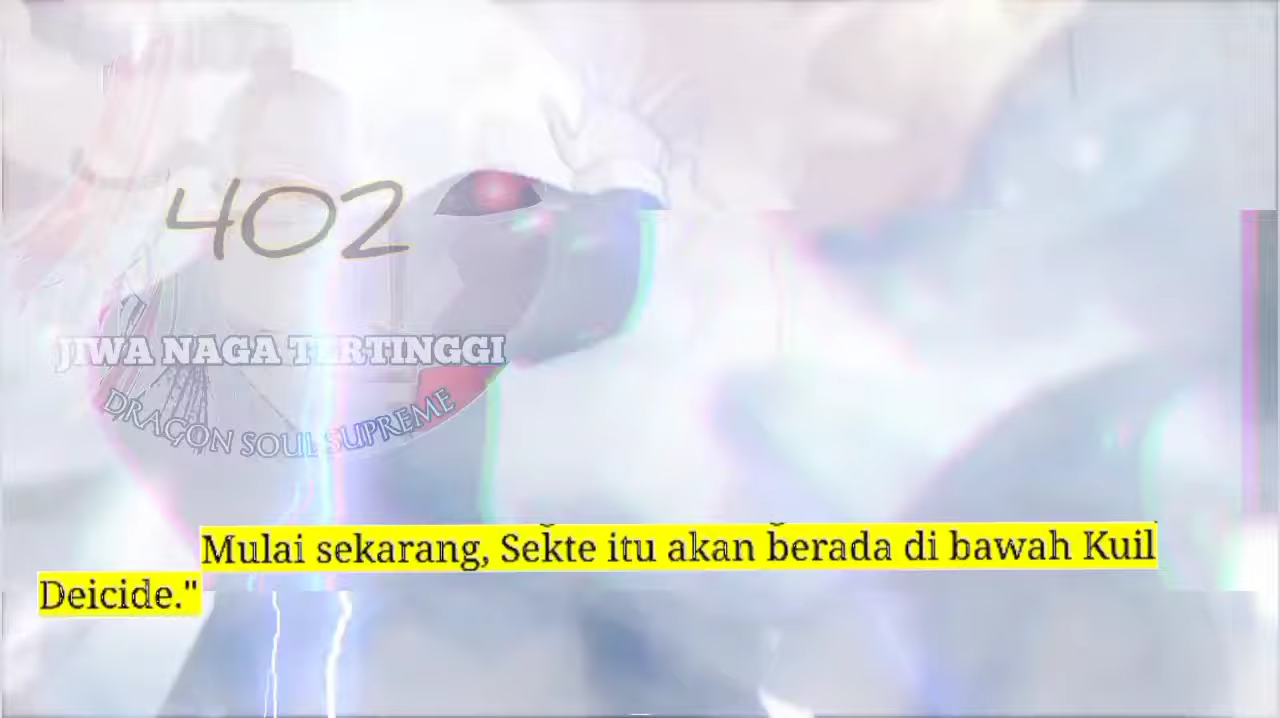 402
JIWA NAGA TERTINGGI
DRAGON SOUL SUPREME
Mulai sekarang, Sekte itu akan berada di bawah Kuil
Deicide."